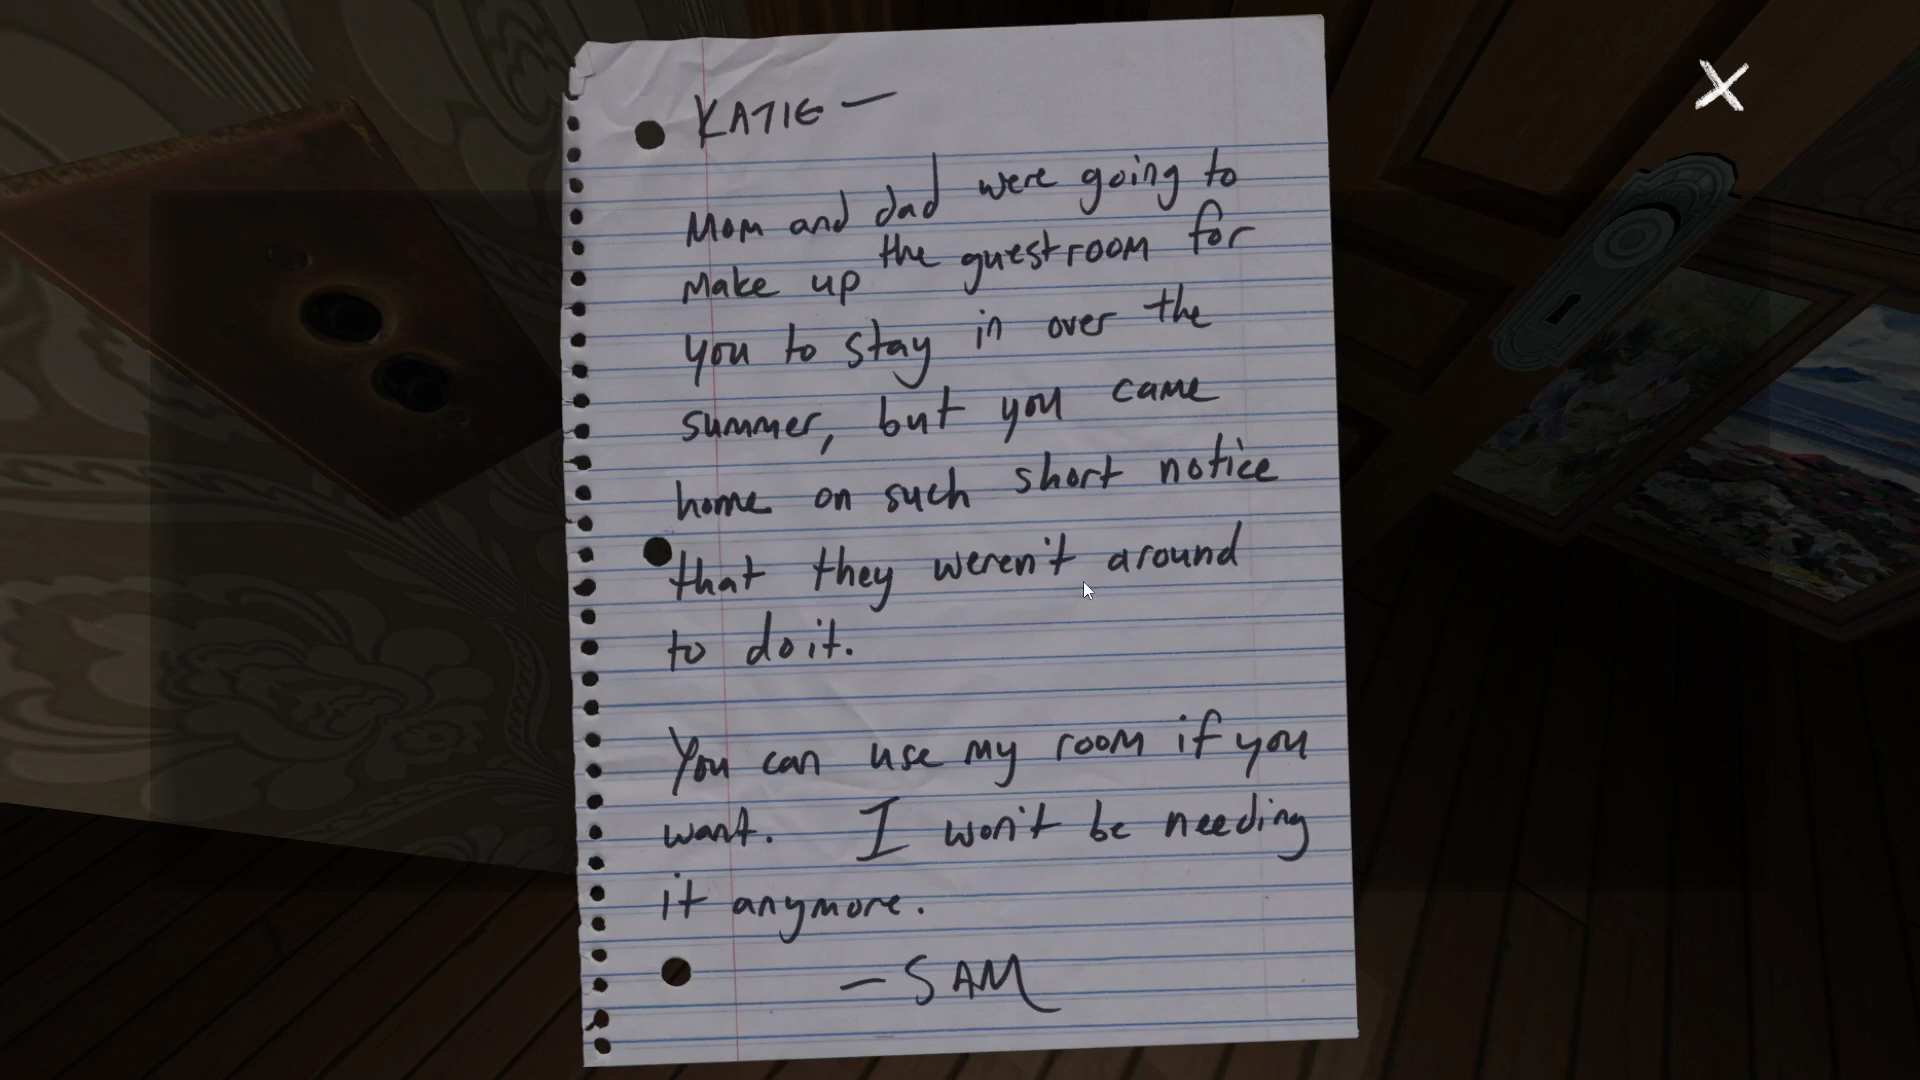 KATIE —
Mom and dad were going to
make up the guestroom for
you to stay in over the
summer, but you came
home on such short notice
that they weren't around
to do it.
You can use my room if you
want. I won't be needing
it anymore.
— SAM